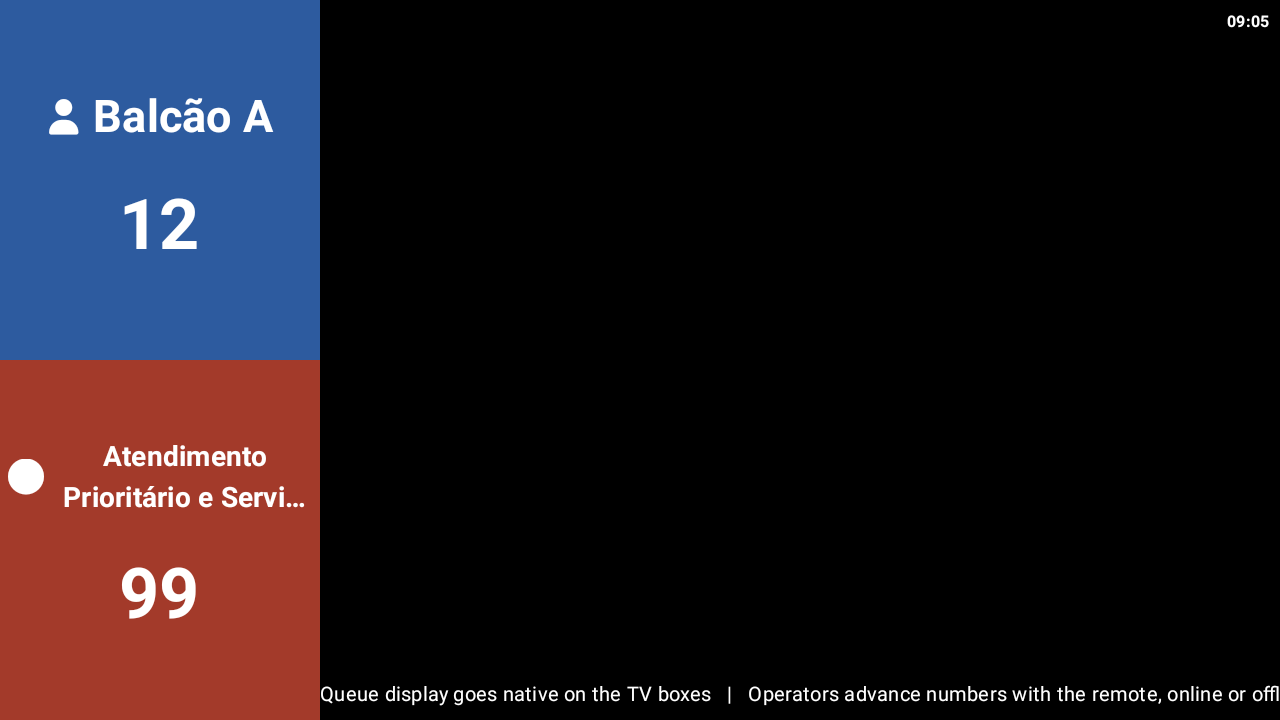 09:05
Balcão A
12
Atendimento
Prioritário e Servi...
99
Queue display goes native on the TV boxes | Operators advance numbers with the remote, online or offl